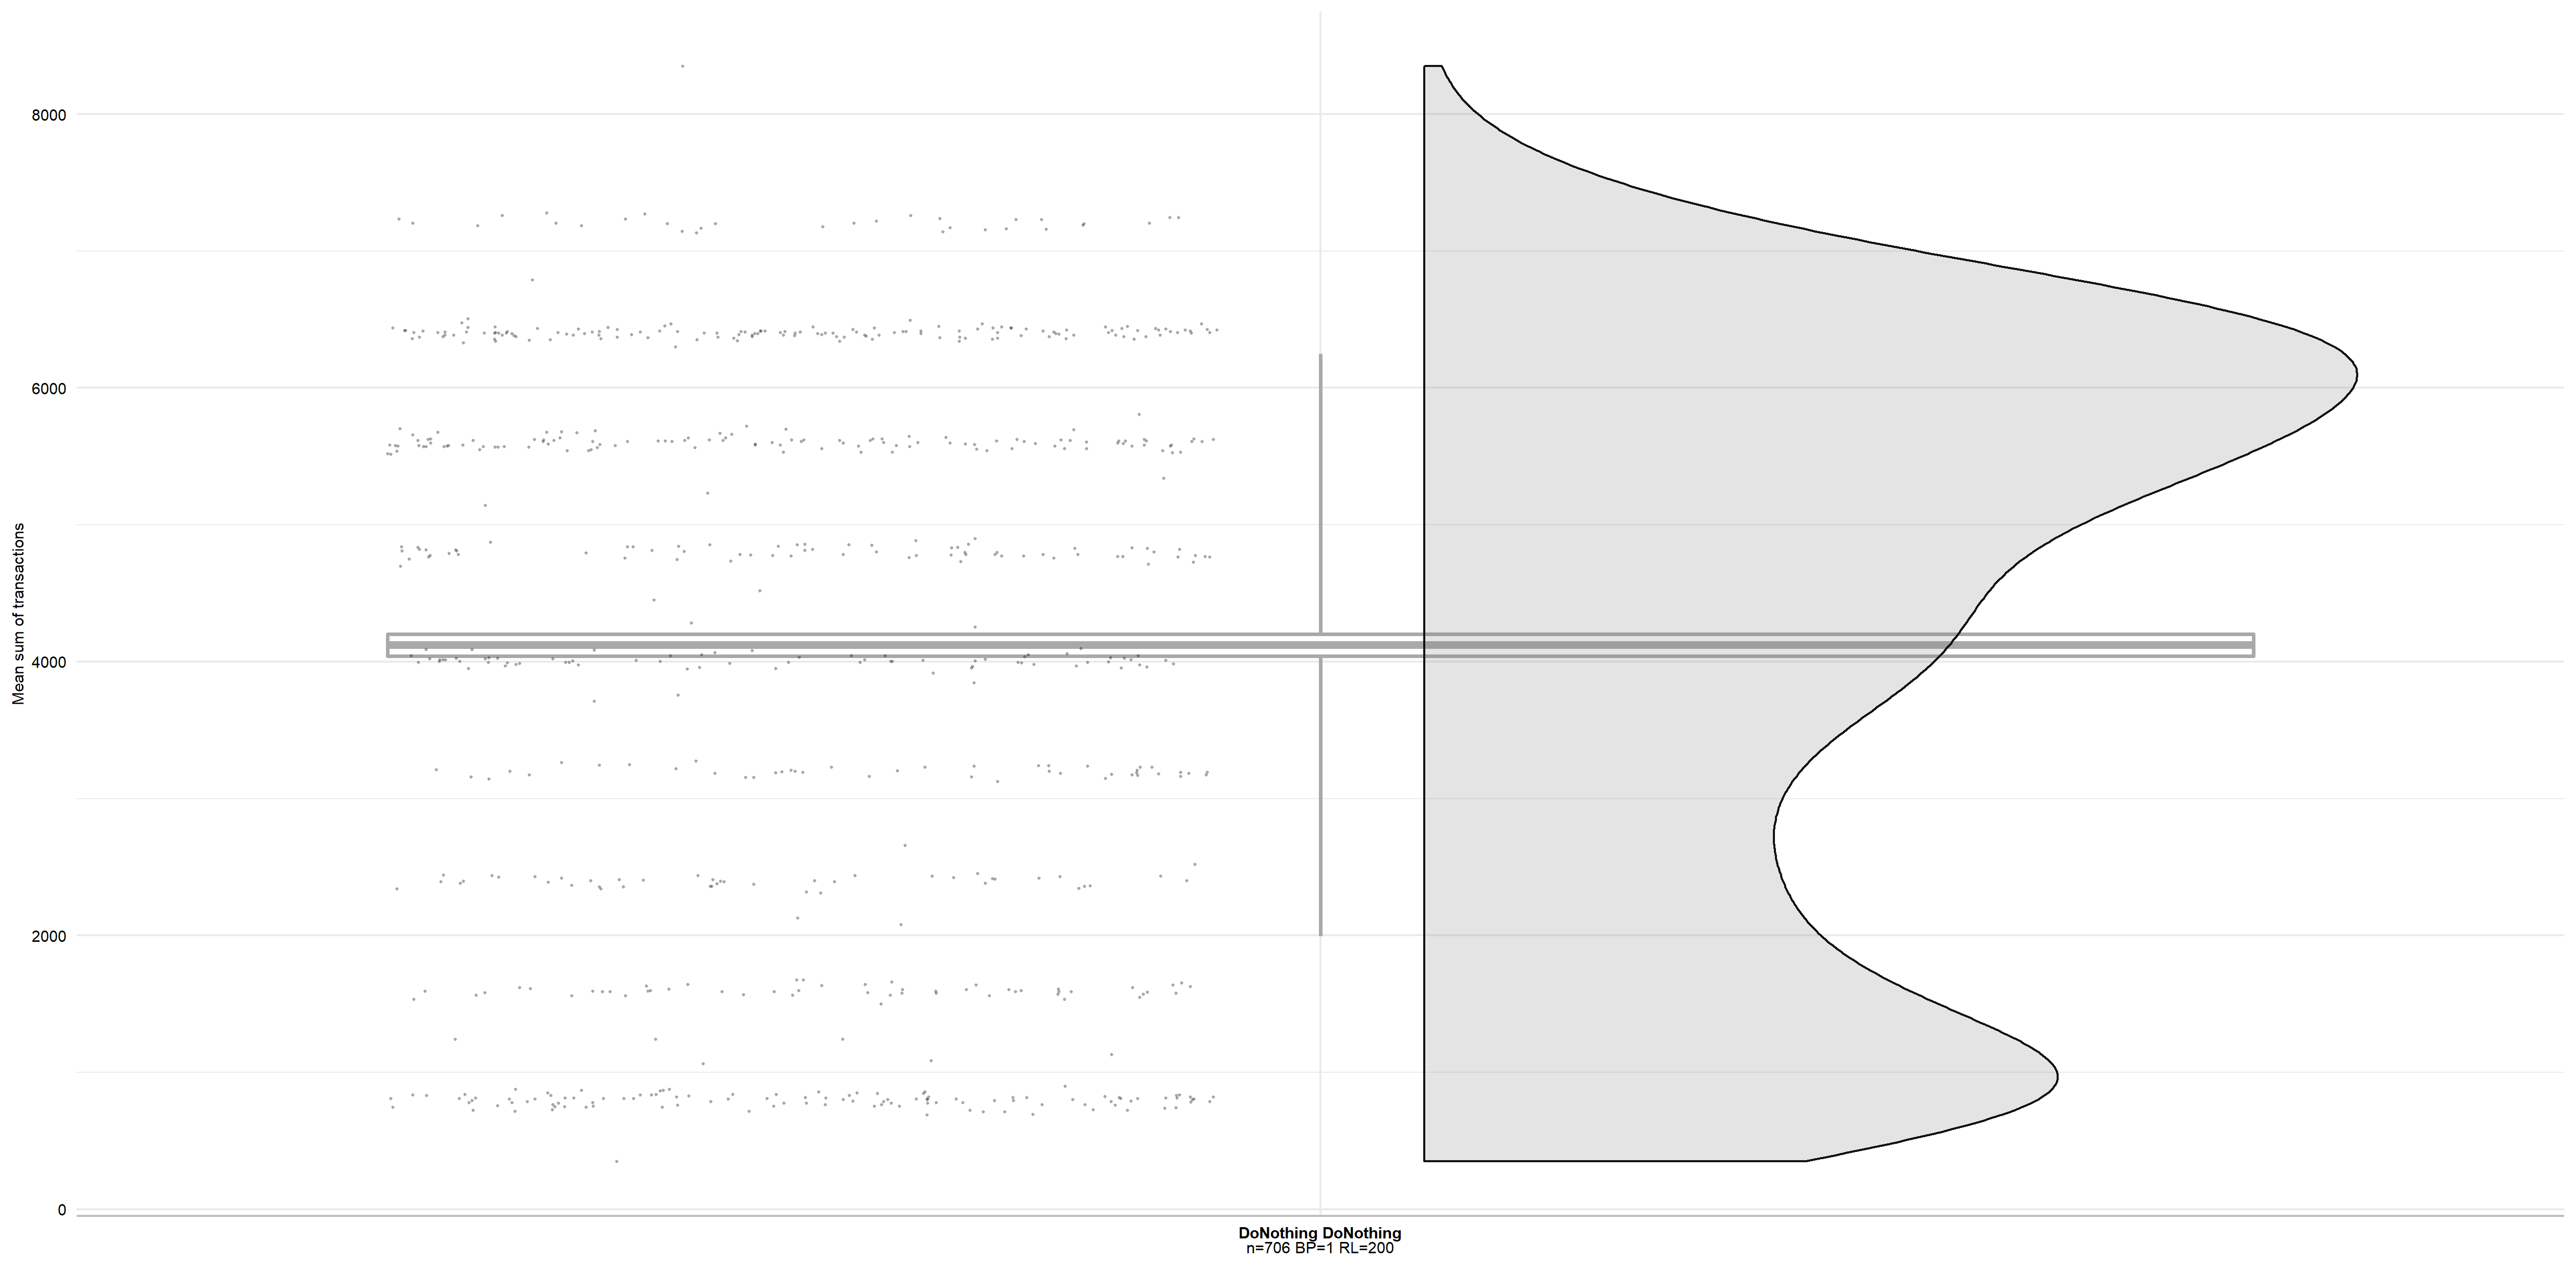 8000
6000
4000
2000
0
Mean sum of transactions
DoNothing DoNothing
n=706 BP=1 RL=200